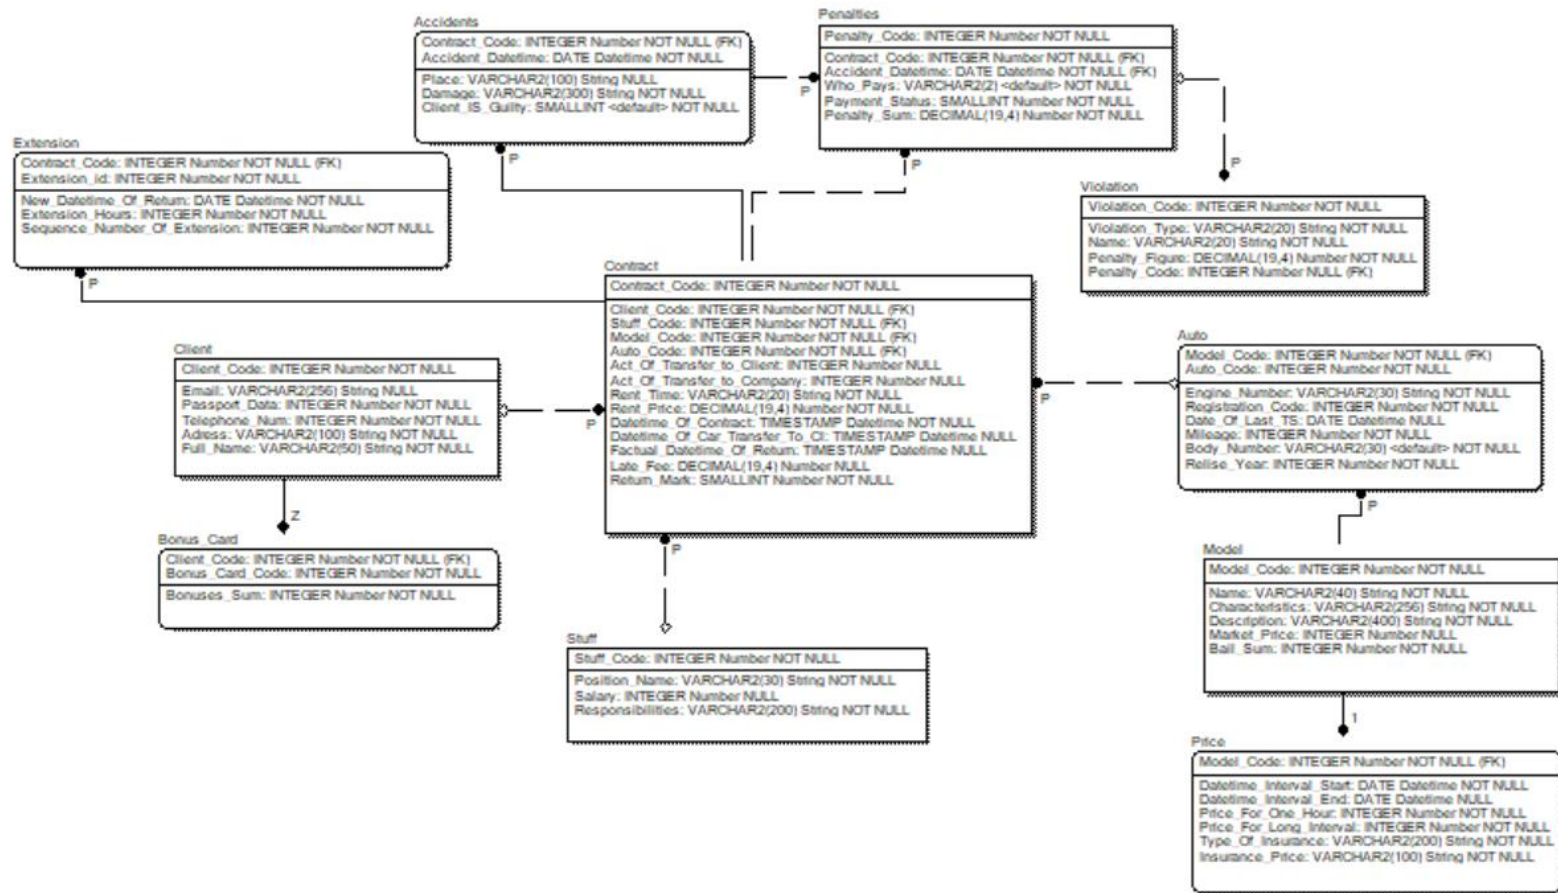 Accidents
Contract_Code: INTEGER Number NOT NULL (FK)
Accident_Datetime: DATE Datetime NOT NULL
Place: VARCHAR2(100) String NULL
Damage: VARCHAR2(300) String NULL
Client_IS_Guilty: SMALLINT <default> NOT NULL
P
Penalties
Penalty_Code: INTEGER Number NOT NULL
Contract_Code: INTEGER Number NOT NULL (FK)
Accident_Datetime: DATE Datetime NOT NULL (FK)
Who_Pays: VARCHAR2(2) <default> NOT NULL
Payment_Status: SMALLINT Number NOT NULL
Penalty_Sum: DECIMAL(19,4) Number NOT NULL
P
P
P
Extension
Contract_Code: INTEGER Number NOT NULL (FK)
Extension_id: INTEGER Number NOT NULL
New_Datetime_Of_Return: DATE Datetime NOT NULL
Extension_Hours: INTEGER Number NOT NULL
Sequence_Number_Of_Extension: INTEGER Number NOT NULL
P
Violation
Violation_Code: INTEGER Number NOT NULL
Violation_Type: VARCHAR2(20) String NOT NULL
Name: VARCHAR2(20) String NOT NULL
Penalty_Figure: DECIMAL(19,4) Number NOT NULL
Penalty_Code: INTEGER Number NULL (FK)
Contract
Contract_Code: INTEGER Number NOT NULL
Client_Code: INTEGER Number NOT NULL (FK)
Stuff_Code: INTEGER Number NOT NULL (FK)
Model_Code: INTEGER Number NOT NULL (FK)
Auto_Code: INTEGER Number NOT NULL (FK)
Act_Of_Transfer_to_Client: INTEGER Number NULL
Act_Of_Transfer_to_Company: INTEGER Number NULL
Rent_Time: VARCHAR2(20) String NOT NULL
Rent_Price: DECIMAL(19,4) Number NOT NULL
Datetime_Of_Contract: TIMESTAMP Datetime NOT NULL
Datetime_Of_Car_Transfer_To_Cl: TIMESTAMP Datetime NULL
Factual_Datetime_Of_Return: TIMESTAMP Datetime NULL
Late_Fee: DECIMAL(19,4) Number NULL
Return_Mark: SMALLINT Number NOT NULL
P
P
Client
Client_Code: INTEGER Number NOT NULL
Email: VARCHAR2(256) String NULL
Passport_Data: INTEGER Number NOT NULL
Telephone_Num: INTEGER Number NOT NULL
Adress: VARCHAR2(100) String NOT NULL
Full_Name: VARCHAR2(50) String NOT NULL
P
Z
Auto
Model_Code: INTEGER Number NOT NULL (FK)
Auto_Code: INTEGER Number NOT NULL
Engine_Number: VARCHAR2(30) String NOT NULL
Registration_Code: INTEGER Number NOT NULL
Date_Of_Last_TS: DATE Datetime NULL
Mileage: INTEGER Number NOT NULL
Body_Number: VARCHAR2(30) <default> NOT NULL
Relise_Year: INTEGER Number NOT NULL
P
Bonus_Card
Client_Code: INTEGER Number NOT NULL (FK)
Bonus_Card_Code: INTEGER Number NOT NULL
Bonuses_Sum: INTEGER Number NOT NULL
Model
Model_Code: INTEGER Number NOT NULL
Name: VARCHAR2(40) String NOT NULL
Characteristics: VARCHAR2(256) String NOT NULL
Description: VARCHAR2(400) String NOT NULL
Market_Price: INTEGER Number NULL
Bail_Sum: INTEGER Number NOT NULL
1
Stuff
Stuff_Code: INTEGER Number NOT NULL
Position_Name: VARCHAR2(30) String NOT NULL
Salary: INTEGER Number NULL
Responsibilities: VARCHAR2(200) String NOT NULL
Price
Model_Code: INTEGER Number NOT NULL (FK)
Datetime_Interval_Start: DATE Datetime NOT NULL
Datetime_Interval_End: DATE Datetime NULL
Price_For_One_Hour: INTEGER Number NOT NULL
Price_For_Long_Interval: INTEGER Number NOT NULL
Type_Of_Insurance: VARCHAR2(200) String NOT NULL
Insurance_Price: VARCHAR2(100) String NOT NULL